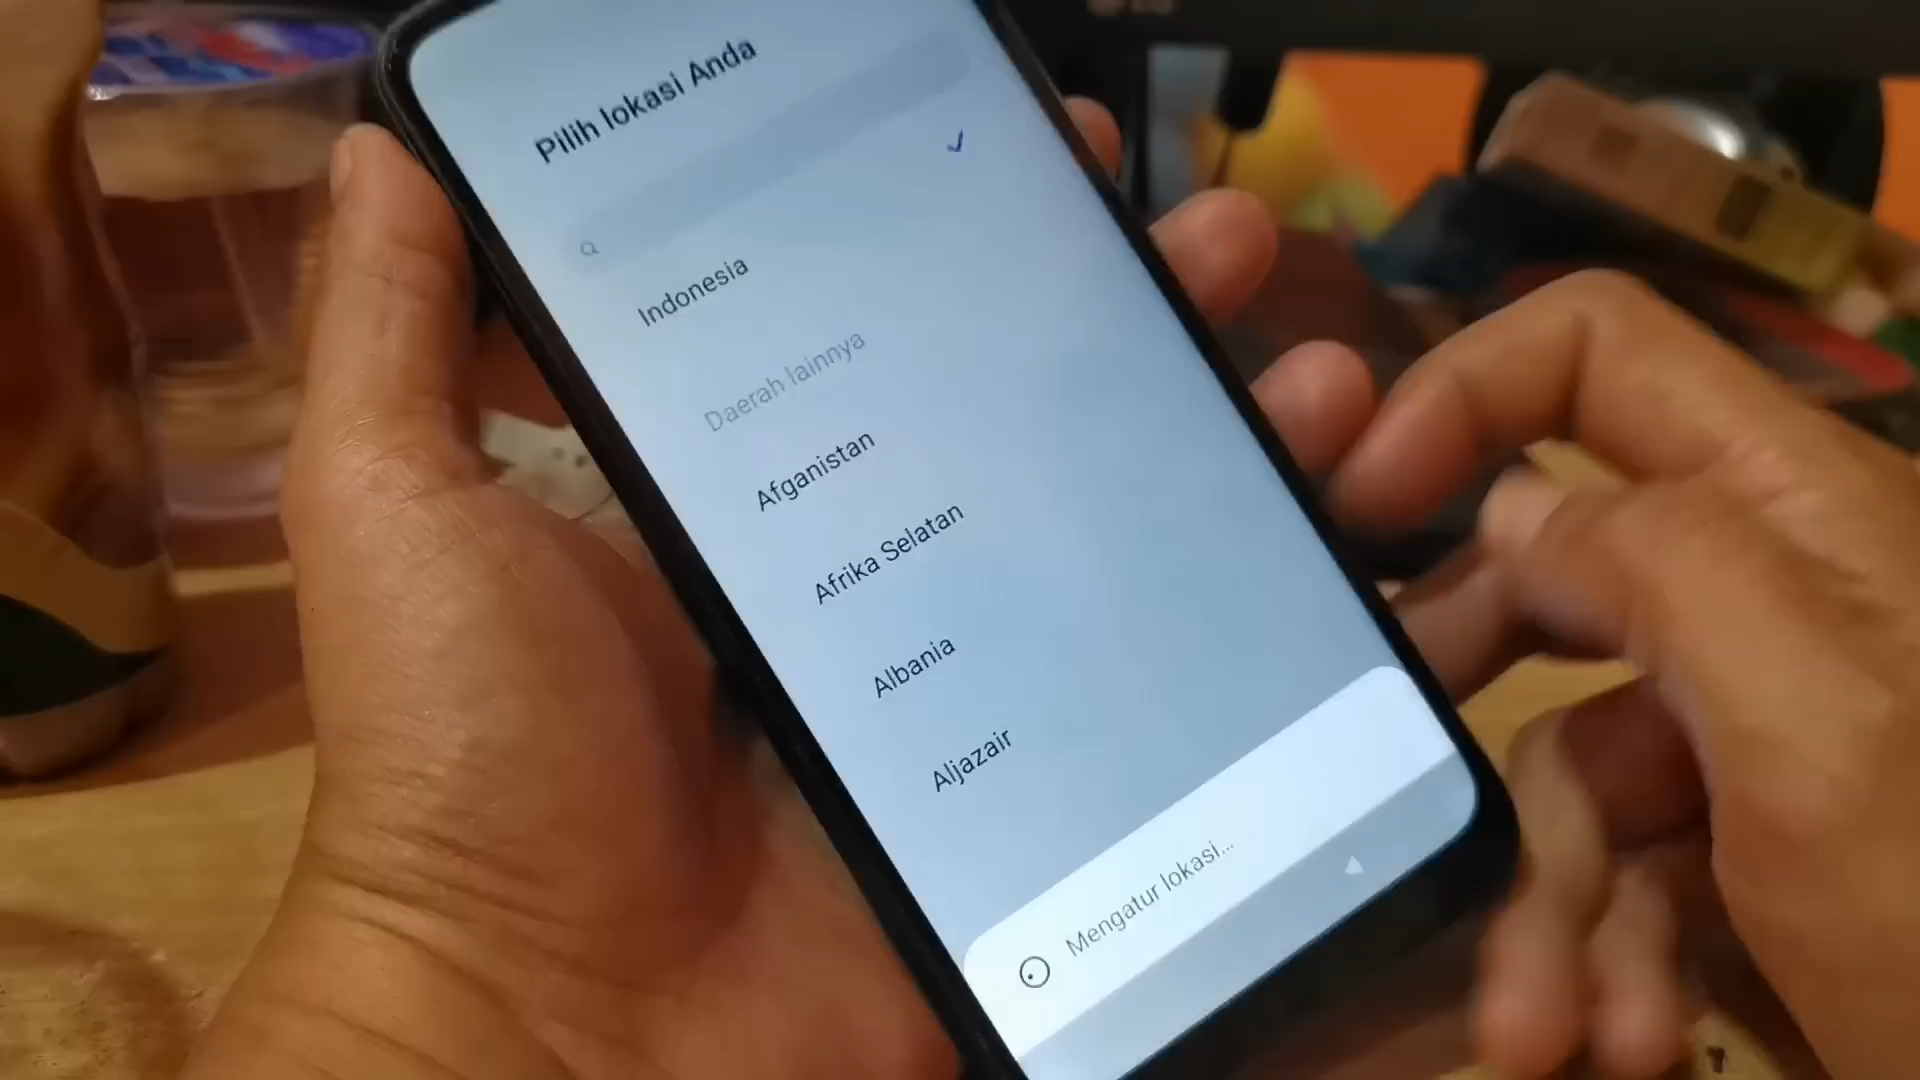 Pilih lokasi Anda
Indonesia
Daerah lainnya
Afganistan
Afrika Selatan
Albania
Aljazair
Mengatur lokasi...